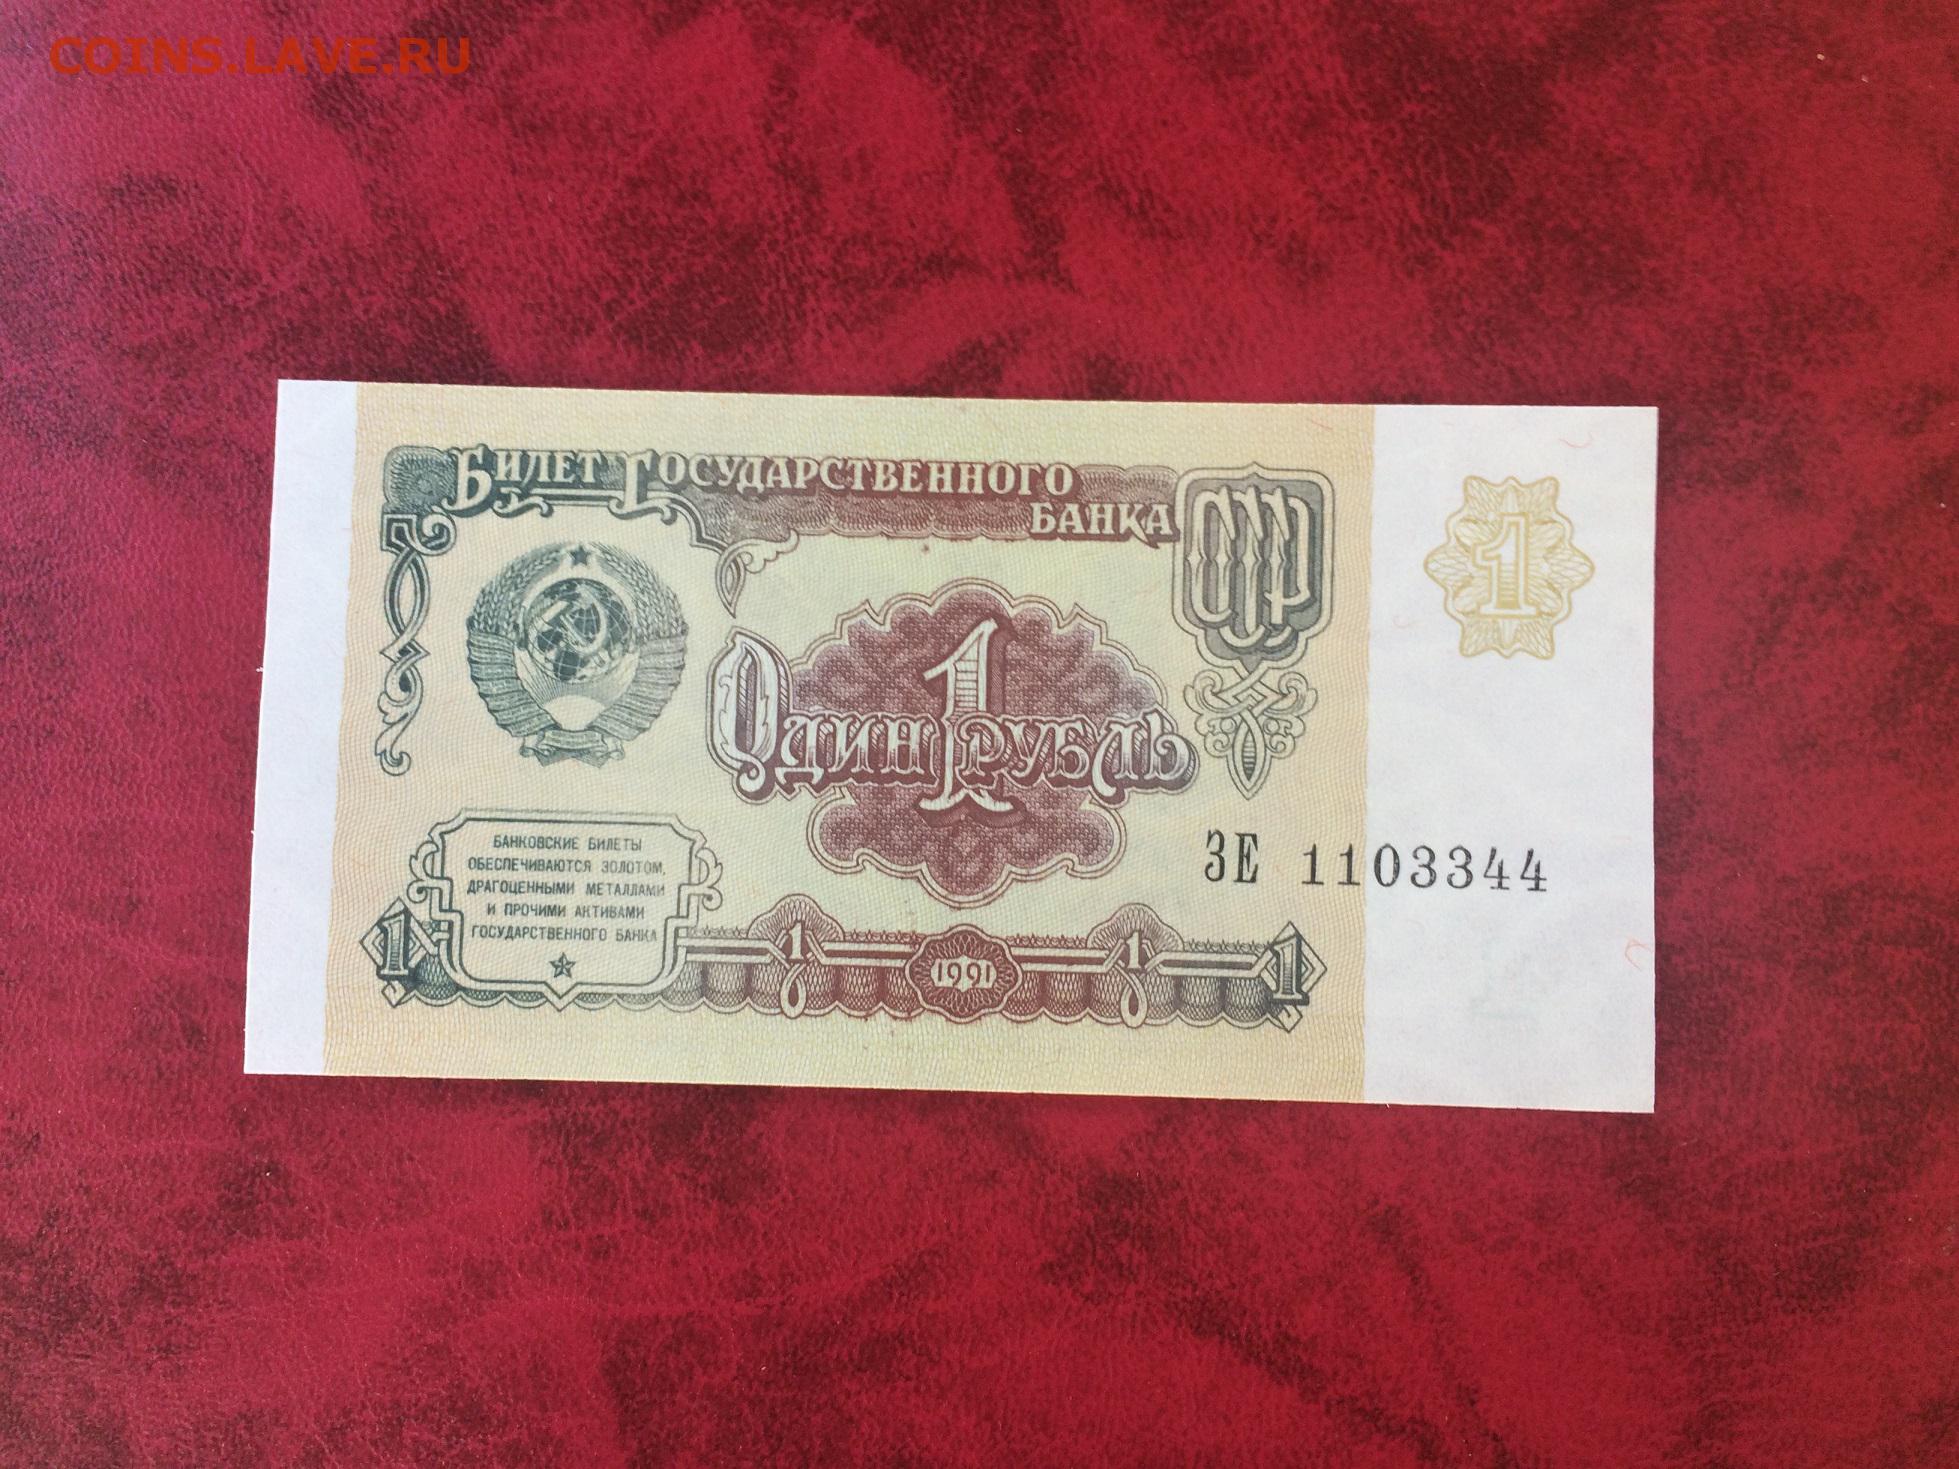 COINS.LAVE.RU
БИЛЕТ ГОСУДАРСТВЕННОГО
БАНКА
СССР
1
1
ОДИН РУБЛЬ
БАНКОВСКИЕ БИЛЕТЫ
ОБЕСПЕЧИВАЮТСЯ ЗОЛОТОМ,
ДРАГОЦЕННЫМИ МЕТАЛЛАМИ
И ПРОЧИМИ АКТИВАМИ
ГОСУДАРСТВЕННОГО БАНКА
ЗЕ 1103344
1 1 1991 1 1